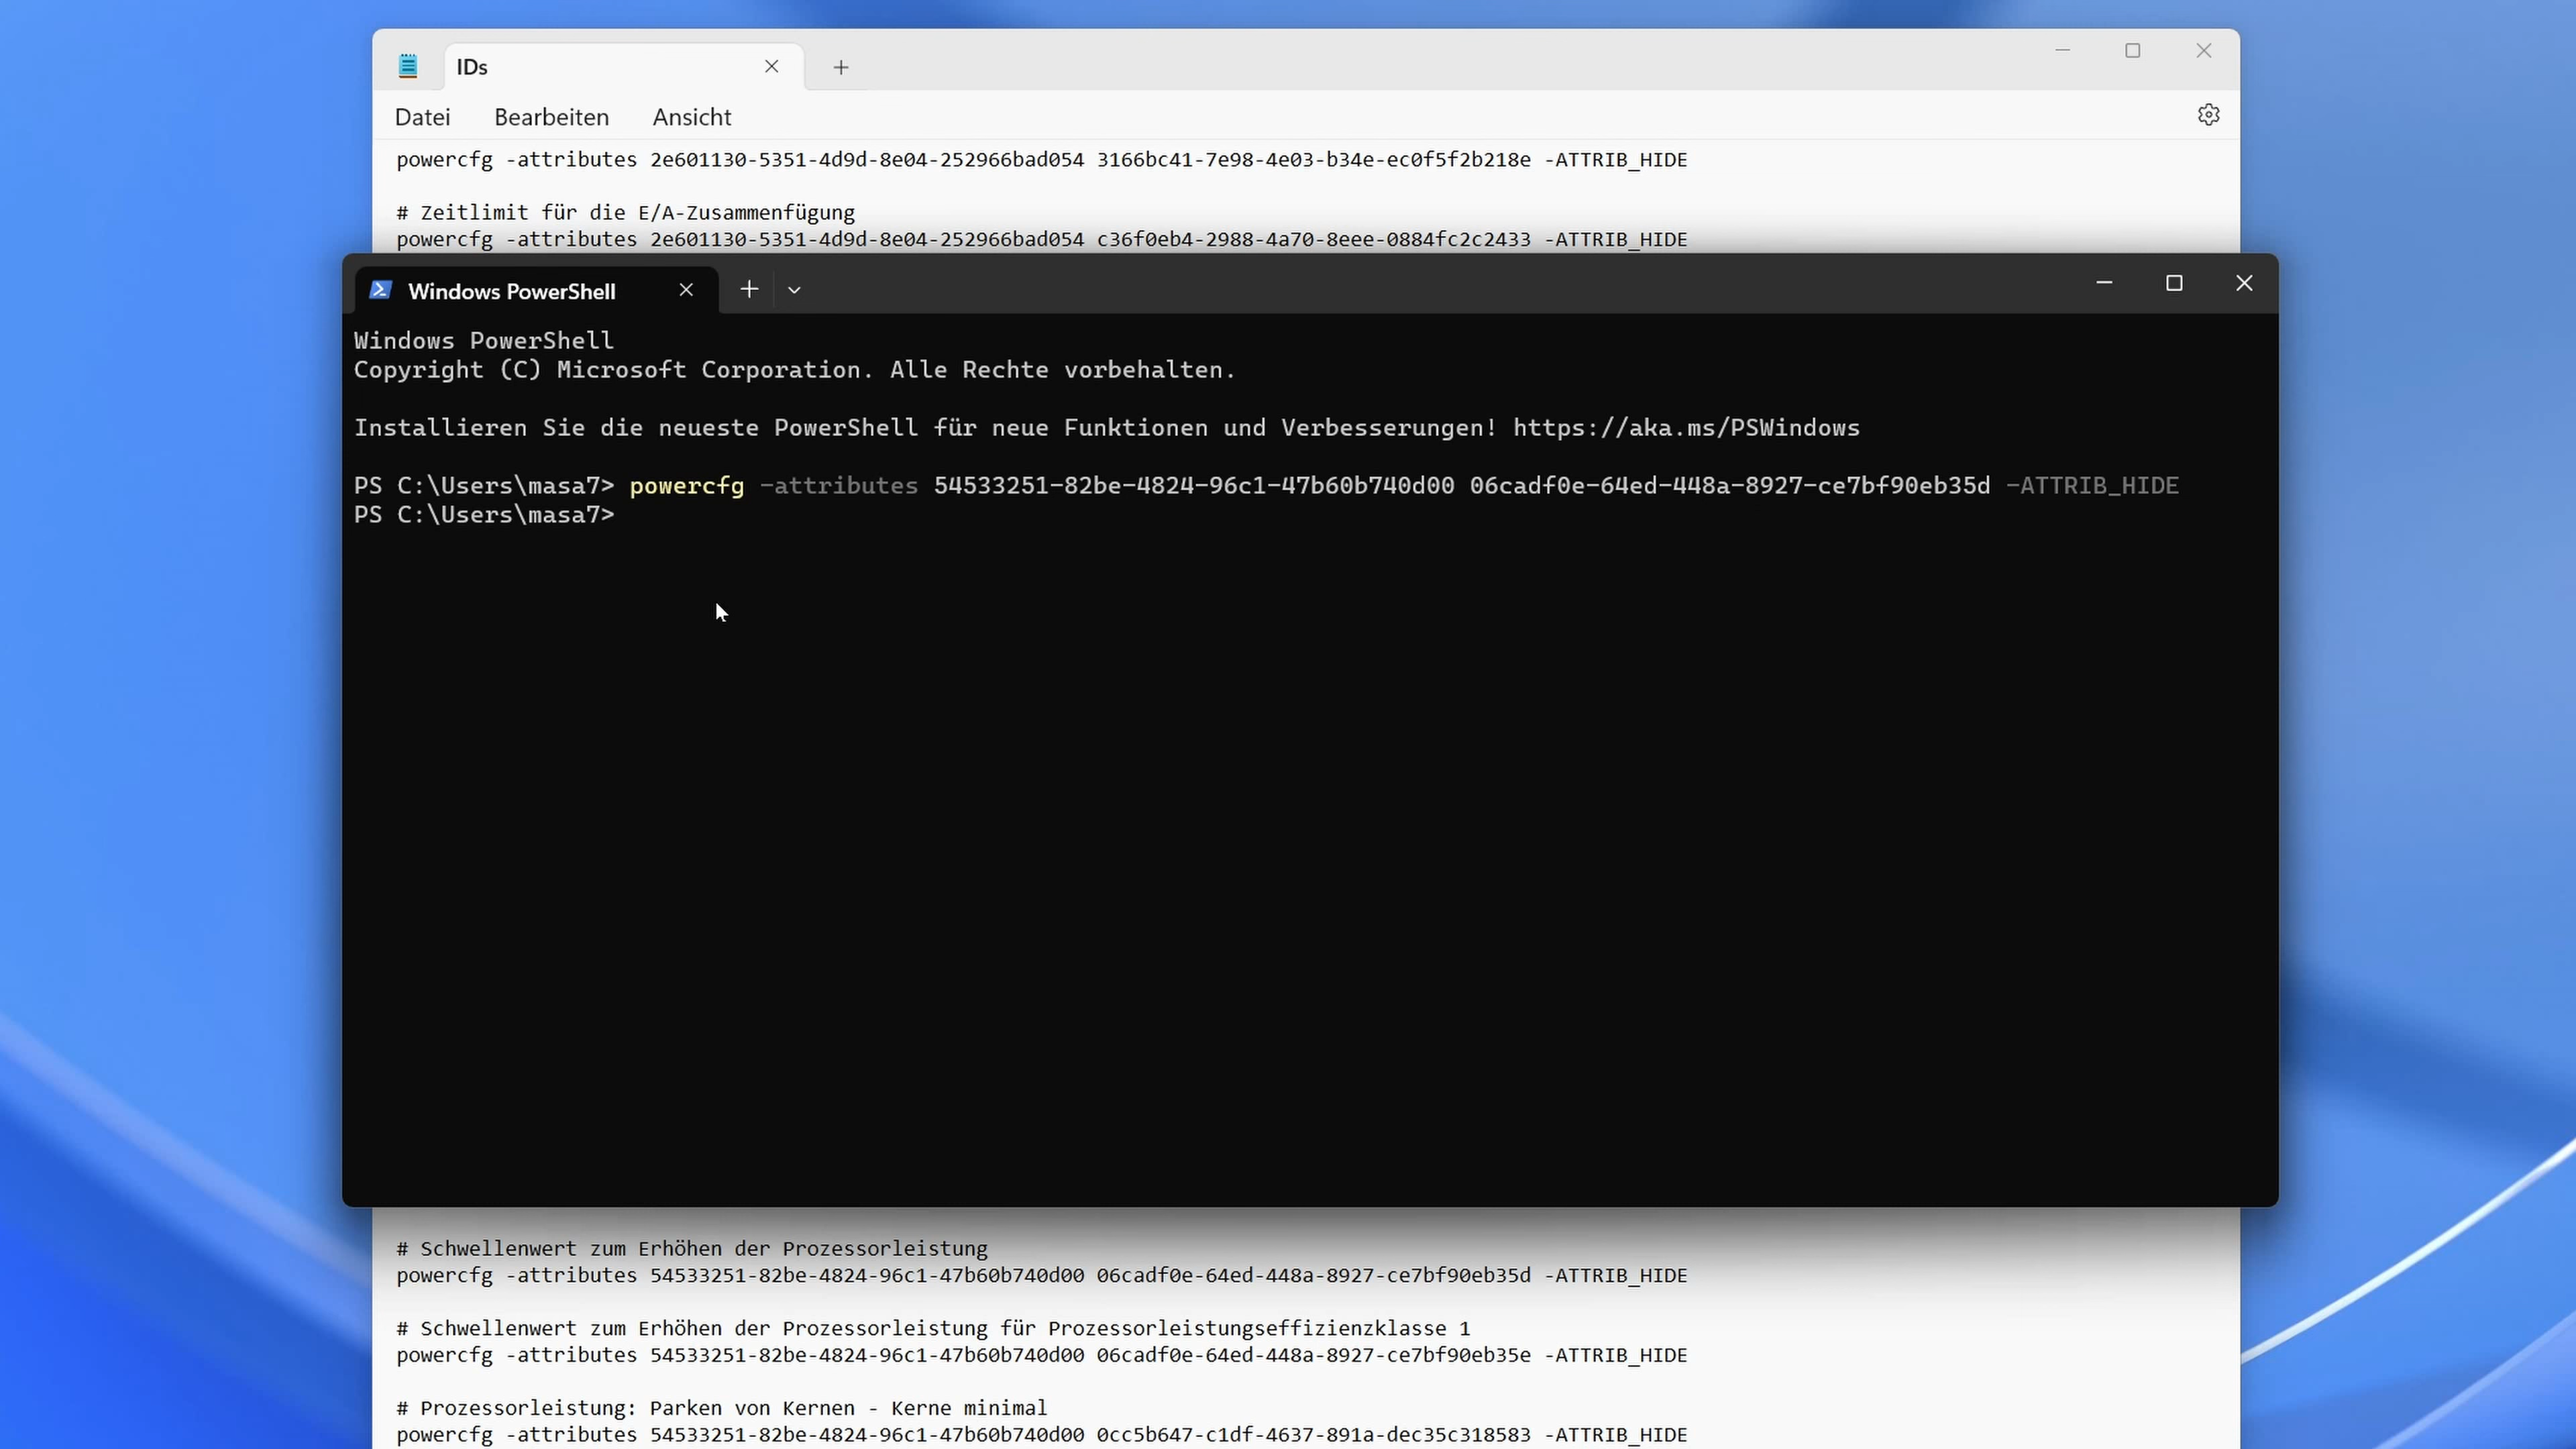 IDs
Datei Bearbeiten Ansicht
powercfg -attributes 2e601130-5351-4d9d-8e04-252966bad054 3166bc41-7e98-4e03-b34e-ec0f5f2b218e -ATTRIB_HIDE
# Zeitlimit für die E/A-Zusammenfügung
powercfg -attributes 2e601130-5351-4d9d-8e04-252966bad054 c36f0eb4-2988-4a70-8eee-0884fc2c2433 -ATTRIB_HIDE
Windows PowerShell
Windows PowerShell
Copyright (C) Microsoft Corporation. Alle Rechte vorbehalten.
Installieren Sie die neueste PowerShell für neue Funktionen und Verbesserungen! https://aka.ms/PSWindows
PS C:\Users\masa7> powercfg -attributes 54533251-82be-4824-96c1-47b60b740d00 06cadf0e-64ed-448a-8927-ce7bf90eb35d -ATTRIB_HIDE
PS C:\Users\masa7>
# Schwellenwert zum Erhöhen der Prozessorleistung
powercfg -attributes 54533251-82be-4824-96c1-47b60b740d00 06cadf0e-64ed-448a-8927-ce7bf90eb35d -ATTRIB_HIDE
# Schwellenwert zum Erhöhen der Prozessorleistung für Prozessorleistungseffizienzklasse 1
powercfg -attributes 54533251-82be-4824-96c1-47b60b740d00 06cadf0e-64ed-448a-8927-ce7bf90eb35e -ATTRIB_HIDE
# Prozessorleistung: Parken von Kernen - Kerne minimal
powercfg -attributes 54533251-82be-4824-96c1-47b60b740d00 0cc5b647-c1df-4637-891a-dec35c318583 -ATTRIB_HIDE